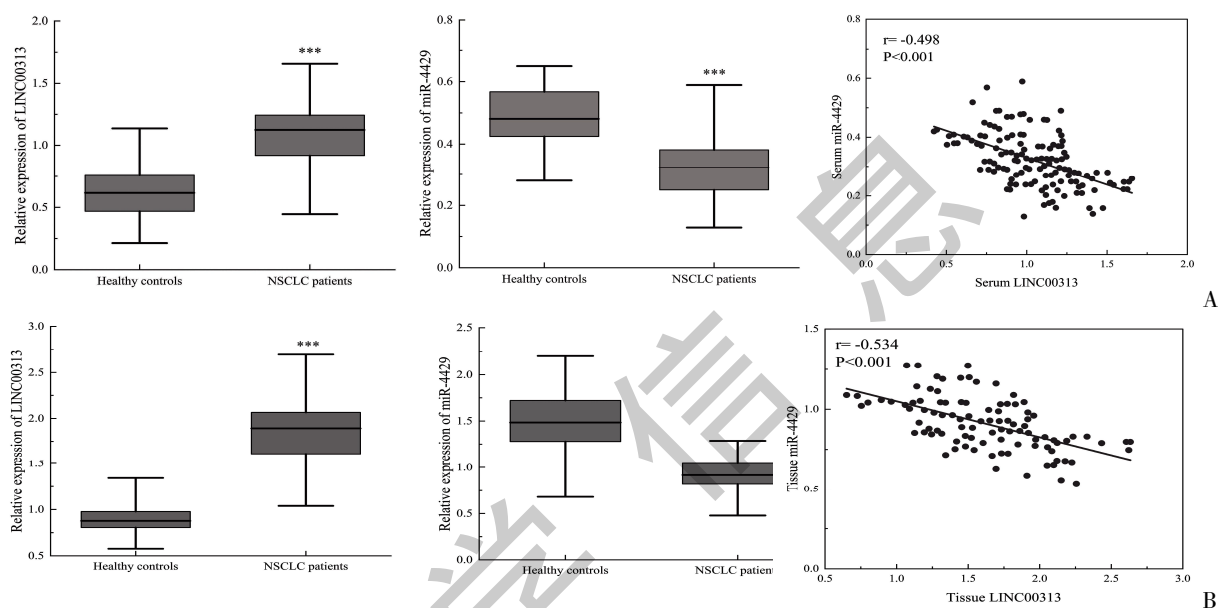 Relative expression of LINC00313
2.0
1.5
1.0
0.5
0.0
***
Healthy controls
NSCLC patients
Relative expression of miR-4429
0.8
0.6
0.4
0.2
0.0
***
Healthy controls
NSCLC patients
Serum miR-4429
0.8
0.6
0.4
0.2
0.0
r= -0.498
P<0.001
0.0
0.5
1.0
1.5
2.0
Serum LINC00313
A
Relative expression of LINC00313
3.0
2.5
2.0
1.5
1.0
0.5
***
Healthy controls
NSCLC patients
Relative expression of miR-4429
2.5
2.0
1.5
1.0
0.5
0.0
Healthy controls
NSCLC patien
Tissue miR-4429
1.5
1.0
0.5
0.0
r= -0.534
P<0.001
0.5
1.0
1.5
2.0
2.5
3.0
Tissue LINC00313
B
学信息